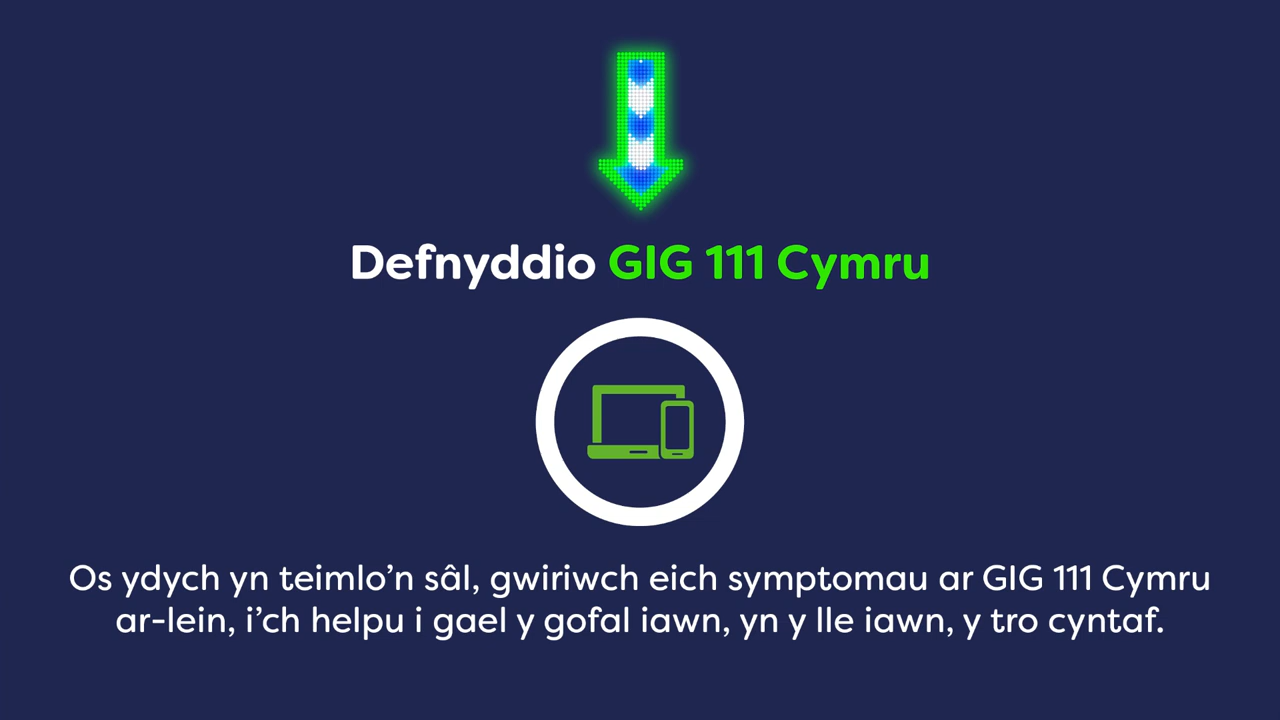 Defnyddio GIG 111 Cymru
Os ydych yn teimlo’n sâl, gwiriwch eich symptomau ar GIG 111 Cymru
ar-lein, i’ch helpu i gael y gofal iawn, yn y lle iawn, y tro cyntaf.